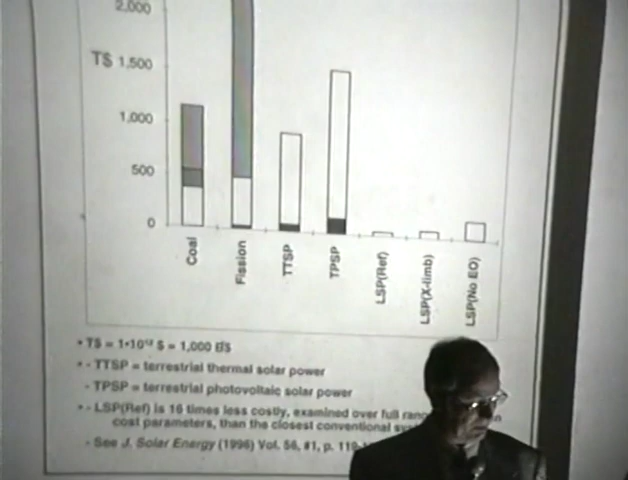 2,000
T$ 1,500
1,000
500
0
Coal
Fission
TTSP
TPSP
LSP(Ref)
LSP(X-limb)
LSP(No EO)
• T$ = 1•10¹² $ = 1,000 B$
• - TTSP = terrestrial thermal solar power
- TPSP = terrestrial photovoltaic solar power
• - LSP(Ref) is 16 times less costly, examined over full
cost parameters, than the closest conventional
- See J. Solar Energy (1996) Vol. 56, #1, p.